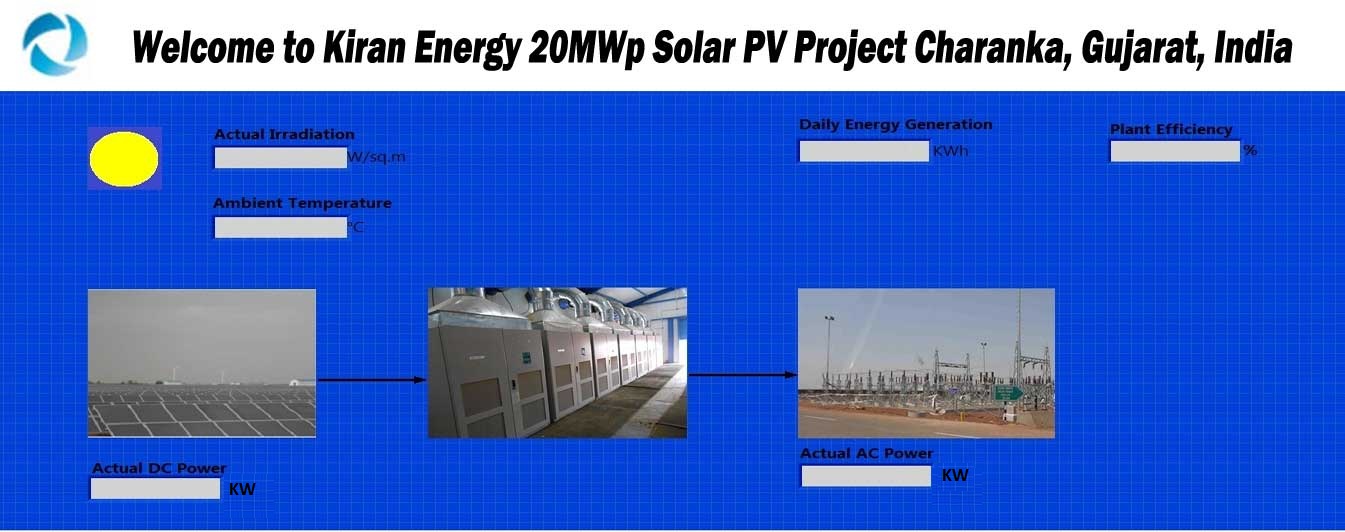 Welcome to Kiran Energy 20MWp Solar PV Project Charanka, Gujarat, India
Actual Irradiation
W/sq.m
Ambient Temperature
°C
Daily Energy Generation
KWh
Plant Efficiency
%
Actual DC Power
KW
Actual AC Power
KW